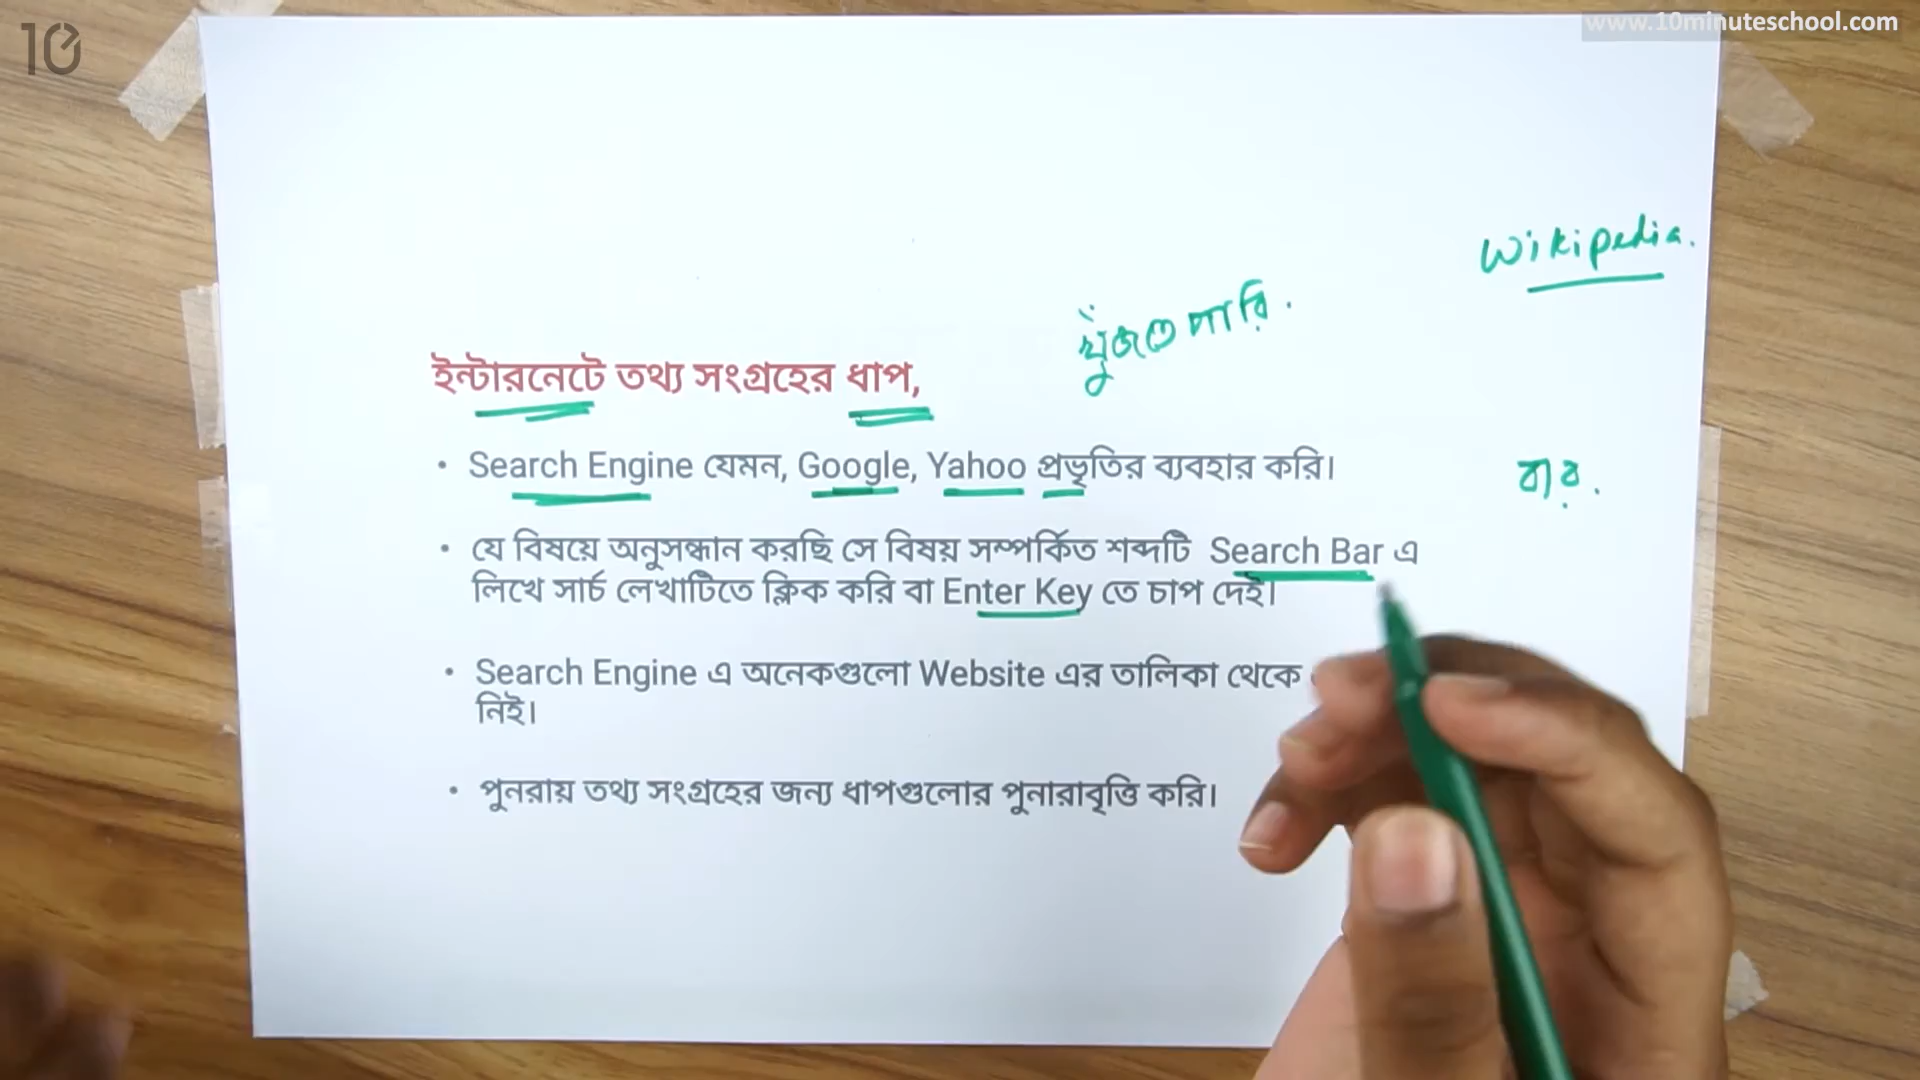 10
www.10minuteschool.com
Wikipedia.
খুঁজতে পারি.
ইন্টারনেটে তথ্য সংগ্রহের ধাপ,
• Search Engine যেমন, Google, Yahoo প্রভৃতির ব্যবহার করি।
বার.
• যে বিষয়ে অনুসন্ধান করছি সে বিষয় সম্পর্কিত শব্দটি Search Bar এ
লিখে সার্চ লেখাটিতে ক্লিক করি বা Enter Key তে চাপ দেই।
• Search Engine এ অনেকগুলো Website এর তালিকা থেকে
নিই।
• পুনরায় তথ্য সংগ্রহের জন্য ধাপগুলোর পুনারাবৃত্তি করি।